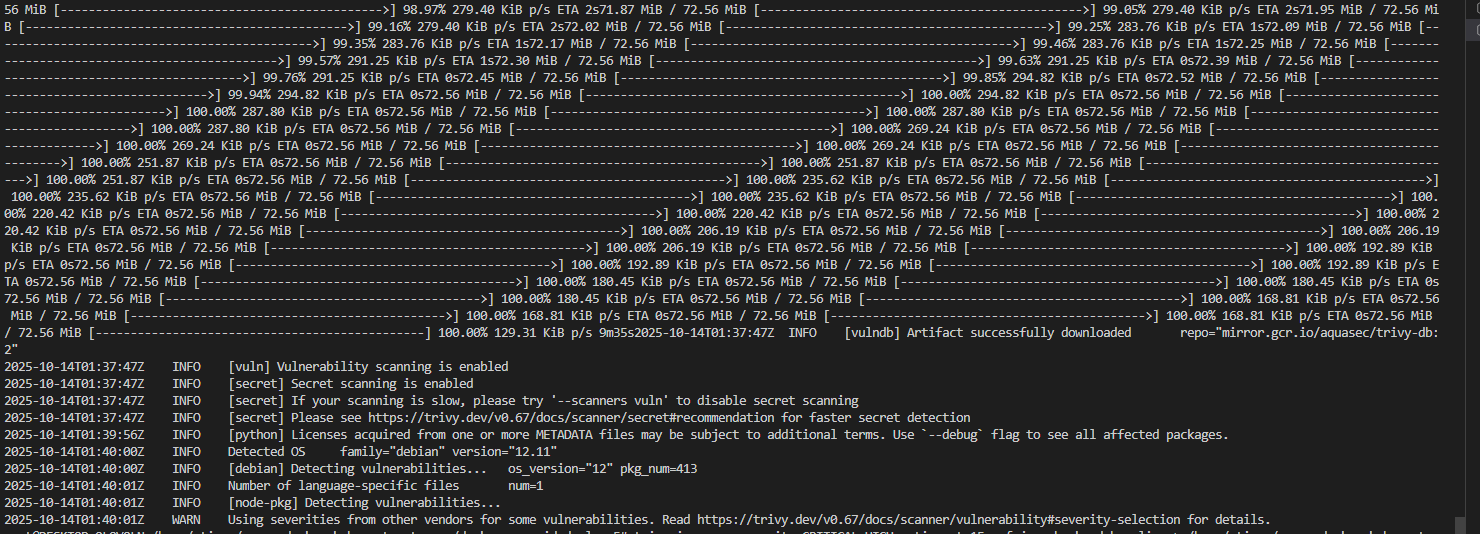 56 MiB [---------------------------------------------->] 98.97% 279.40 KiB p/s ETA 2s71.87 MiB / 72.56 MiB [---------------------------------------------->] 99.05% 279.40 KiB p/s ETA 2s71.95 MiB / 72.56 Mi
B [---------------------------------------------->] 99.16% 279.40 KiB p/s ETA 2s72.02 MiB / 72.56 MiB [---------------------------------------------->] 99.25% 283.76 KiB p/s ETA 1s72.09 MiB / 72.56 MiB [--
-------------------------------------------->] 99.35% 283.76 KiB p/s ETA 1s72.17 MiB / 72.56 MiB [---------------------------------------------->] 99.46% 283.76 KiB p/s ETA 1s72.25 MiB / 72.56 MiB [-------
--------------------------------------->] 99.57% 291.25 KiB p/s ETA 1s72.30 MiB / 72.56 MiB [---------------------------------------------->] 99.63% 291.25 KiB p/s ETA 0s72.39 MiB / 72.56 MiB [------------
---------------------------------->] 99.76% 291.25 KiB p/s ETA 0s72.45 MiB / 72.56 MiB [---------------------------------------------->] 99.85% 294.82 KiB p/s ETA 0s72.52 MiB / 72.56 MiB [-----------------
----------------------------->] 99.94% 294.82 KiB p/s ETA 0s72.56 MiB / 72.56 MiB [---------------------------------------------->] 100.00% 294.82 KiB p/s ETA 0s72.56 MiB / 72.56 MiB [----------------------
------------------------>] 100.00% 287.80 KiB p/s ETA 0s72.56 MiB / 72.56 MiB [---------------------------------------------->] 100.00% 287.80 KiB p/s ETA 0s72.56 MiB / 72.56 MiB [---------------------------
------------------->] 100.00% 287.80 KiB p/s ETA 0s72.56 MiB / 72.56 MiB [---------------------------------------------->] 100.00% 269.24 KiB p/s ETA 0s72.56 MiB / 72.56 MiB [--------------------------------
-------------->] 100.00% 269.24 KiB p/s ETA 0s72.56 MiB / 72.56 MiB [---------------------------------------------->] 100.00% 269.24 KiB p/s ETA 0s72.56 MiB / 72.56 MiB [-------------------------------------
--------->] 100.00% 251.87 KiB p/s ETA 0s72.56 MiB / 72.56 MiB [---------------------------------------------->] 100.00% 251.87 KiB p/s ETA 0s72.56 MiB / 72.56 MiB [------------------------------------------
--->] 100.00% 251.87 KiB p/s ETA 0s72.56 MiB / 72.56 MiB [---------------------------------------------->] 100.00% 235.62 KiB p/s ETA 0s72.56 MiB / 72.56 MiB [---------------------------------------------->]
100.00% 235.62 KiB p/s ETA 0s72.56 MiB / 72.56 MiB [---------------------------------------------->] 100.00% 235.62 KiB p/s ETA 0s72.56 MiB / 72.56 MiB [---------------------------------------------->] 100.
00% 220.42 KiB p/s ETA 0s72.56 MiB / 72.56 MiB [---------------------------------------------->] 100.00% 220.42 KiB p/s ETA 0s72.56 MiB / 72.56 MiB [---------------------------------------------->] 100.00% 2
20.42 KiB p/s ETA 0s72.56 MiB / 72.56 MiB [---------------------------------------------->] 100.00% 206.19 KiB p/s ETA 0s72.56 MiB / 72.56 MiB [---------------------------------------------->] 100.00% 206.19
KiB p/s ETA 0s72.56 MiB / 72.56 MiB [---------------------------------------------->] 100.00% 206.19 KiB p/s ETA 0s72.56 MiB / 72.56 MiB [---------------------------------------------->] 100.00% 192.89 KiB
p/s ETA 0s72.56 MiB / 72.56 MiB [---------------------------------------------->] 100.00% 192.89 KiB p/s ETA 0s72.56 MiB / 72.56 MiB [---------------------------------------------->] 100.00% 192.89 KiB p/s E
TA 0s72.56 MiB / 72.56 MiB [---------------------------------------------->] 100.00% 180.45 KiB p/s ETA 0s72.56 MiB / 72.56 MiB [---------------------------------------------->] 100.00% 180.45 KiB p/s ETA 0s
72.56 MiB / 72.56 MiB [---------------------------------------------->] 100.00% 180.45 KiB p/s ETA 0s72.56 MiB / 72.56 MiB [---------------------------------------------->] 100.00% 168.81 KiB p/s ETA 0s72.56
MiB / 72.56 MiB [---------------------------------------------->] 100.00% 168.81 KiB p/s ETA 0s72.56 MiB / 72.56 MiB [---------------------------------------------->] 100.00% 168.81 KiB p/s ETA 0s72.56 MiB
/ 72.56 MiB [-----------------------------------------------] 100.00% 129.31 KiB p/s 9m35s2025-10-14T01:37:47Z INFO [vulndb] Artifact successfully downloaded repo="mirror.gcr.io/aquasec/trivy-db:
2"
2025-10-14T01:37:47Z INFO [vuln] Vulnerability scanning is enabled
2025-10-14T01:37:47Z INFO [secret] Secret scanning is enabled
2025-10-14T01:37:47Z INFO [secret] If your scanning is slow, please try '--scanners vuln' to disable secret scanning
2025-10-14T01:37:47Z INFO [secret] Please see https://trivy.dev/v0.67/docs/scanner/secret#recommendation for faster secret detection
2025-10-14T01:39:56Z INFO [python] Licenses acquired from one or more METADATA files may be subject to additional terms. Use `--debug` flag to see all affected packages.
2025-10-14T01:40:00Z INFO Detected OS family="debian" version="12.11"
2025-10-14T01:40:00Z INFO [debian] Detecting vulnerabilities... os_version="12" pkg_num=413
2025-10-14T01:40:01Z INFO Number of language-specific files num=1
2025-10-14T01:40:01Z INFO [node-pkg] Detecting vulnerabilities...
2025-10-14T01:40:01Z WARN Using severities from other vendors for some vulnerabilities. Read https://trivy.dev/v0.67/docs/scanner/vulnerability#severity-selection for details.